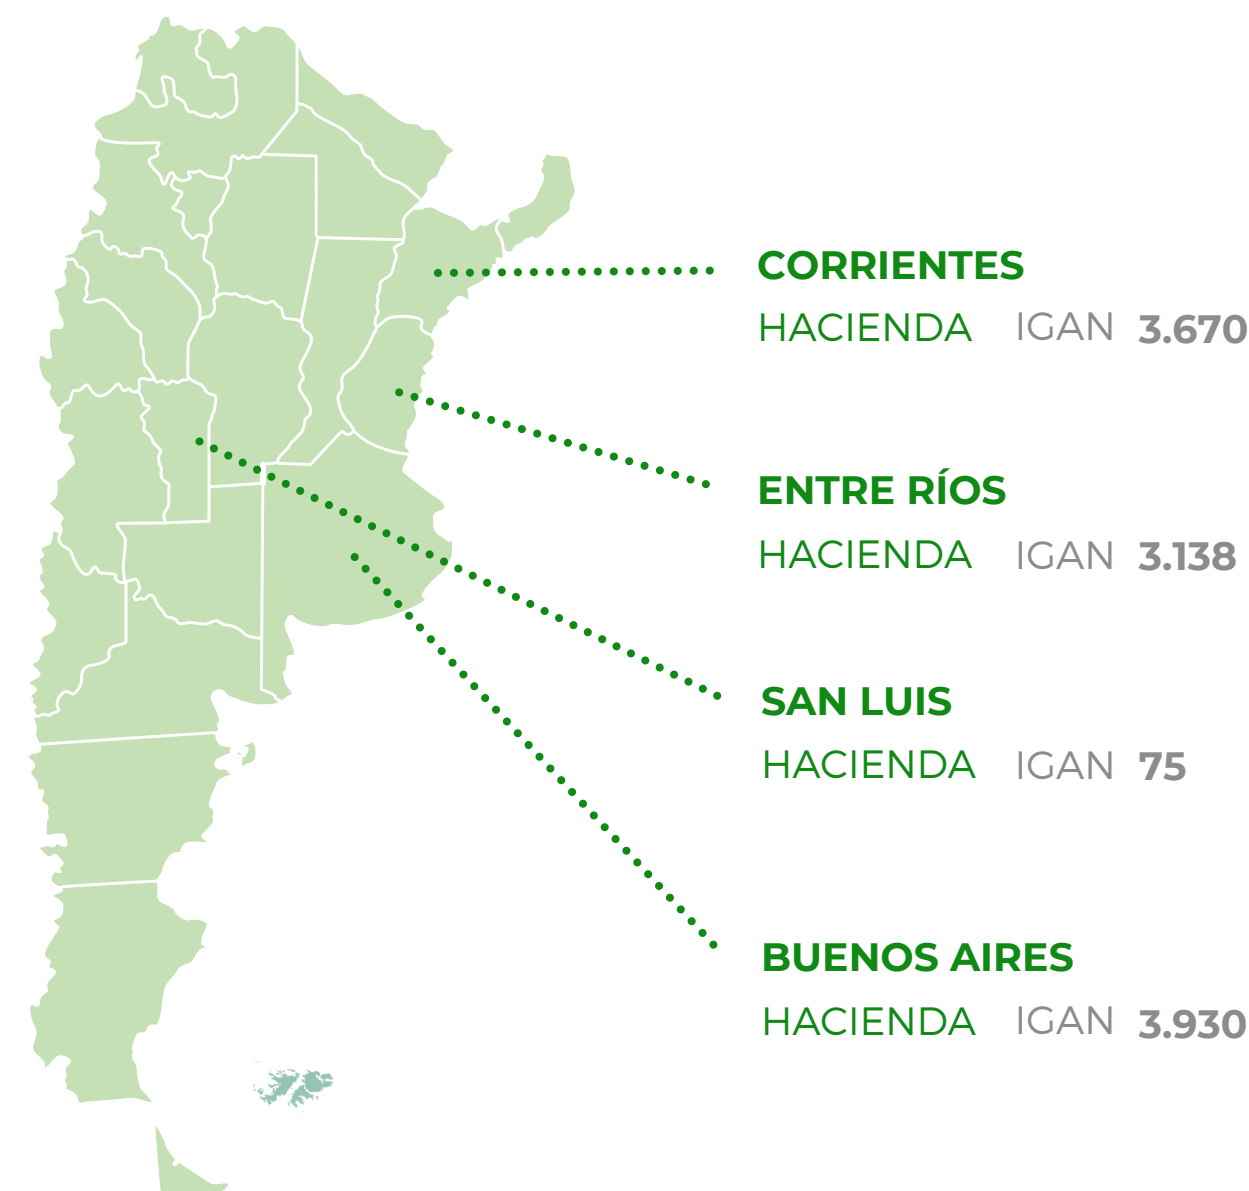 CORRIENTES
HACIENDA IGAN 3.670
ENTRE RÍOS
HACIENDA IGAN 3.138
SAN LUIS
HACIENDA IGAN 75
BUENOS AIRES
HACIENDA IGAN 3.930